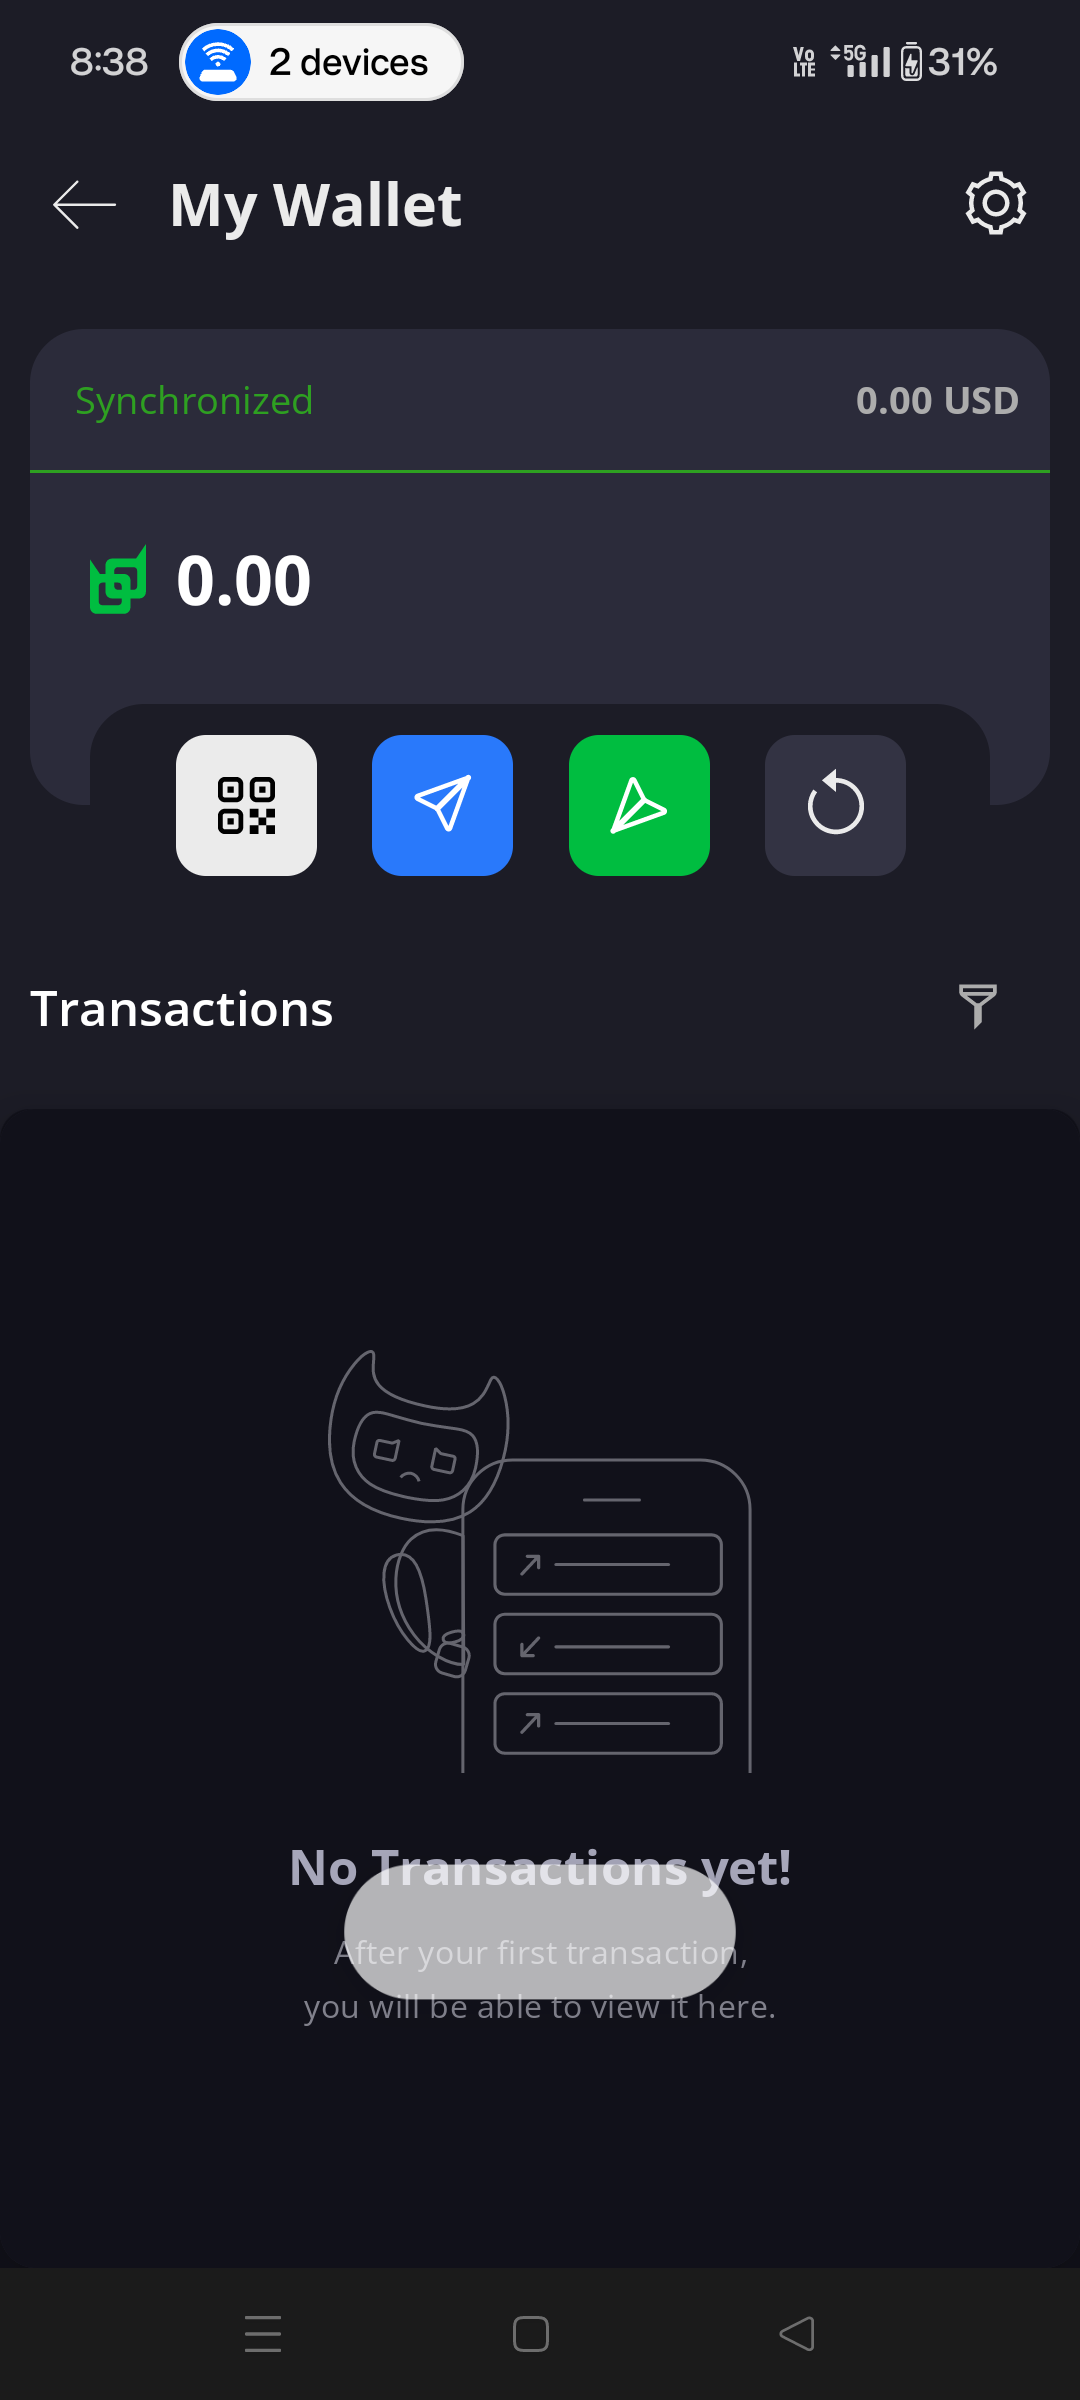 8:38
2 devices
Vo LTE
5G
31%
My Wallet
Synchronized
0.00 USD
0.00
Transactions
No Transactions yet!
After your first transaction,
you will be able to view it here.